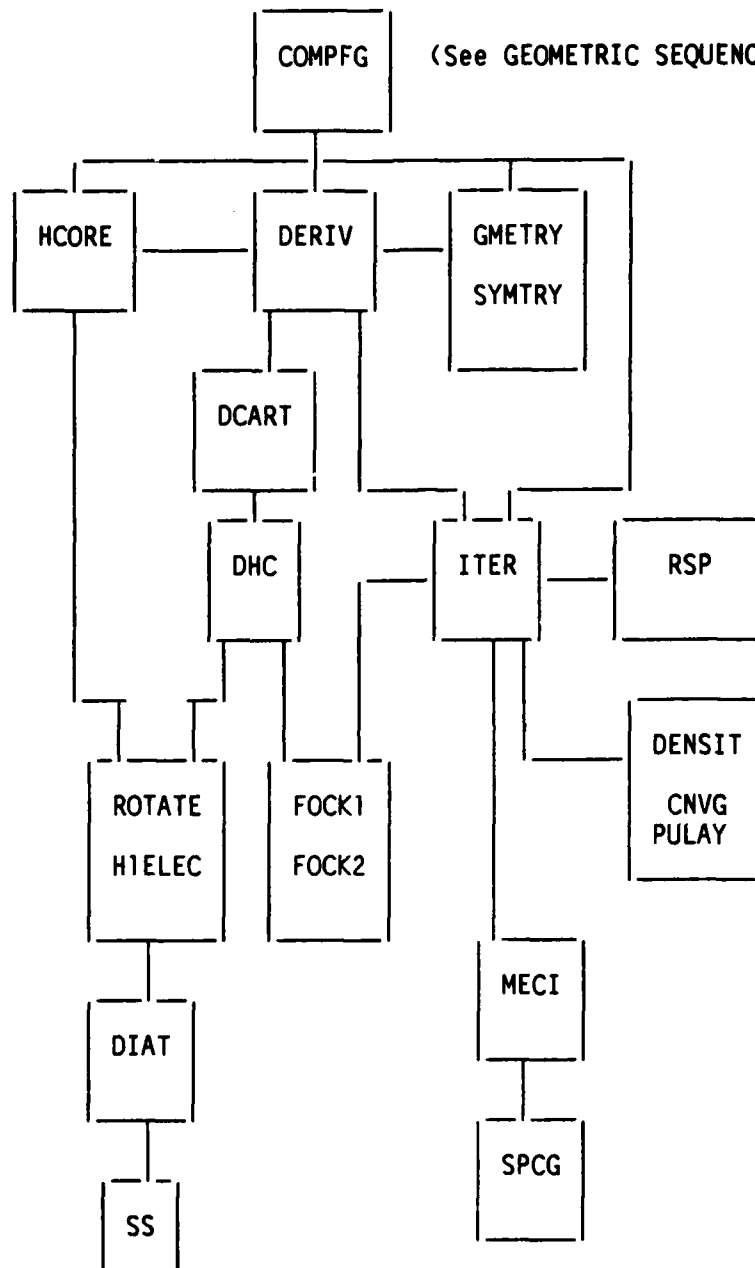 COMPFG (See GEOMETRIC SEQUENC
HCORE DERIV GMETRY
SYMTRY
DCART
DHC ITER RSP
DENSIT
ROTATE FOCK1 CNVG
PULAY
H1ELEC FOCK2
MECI
DIAT
SPCG
SS